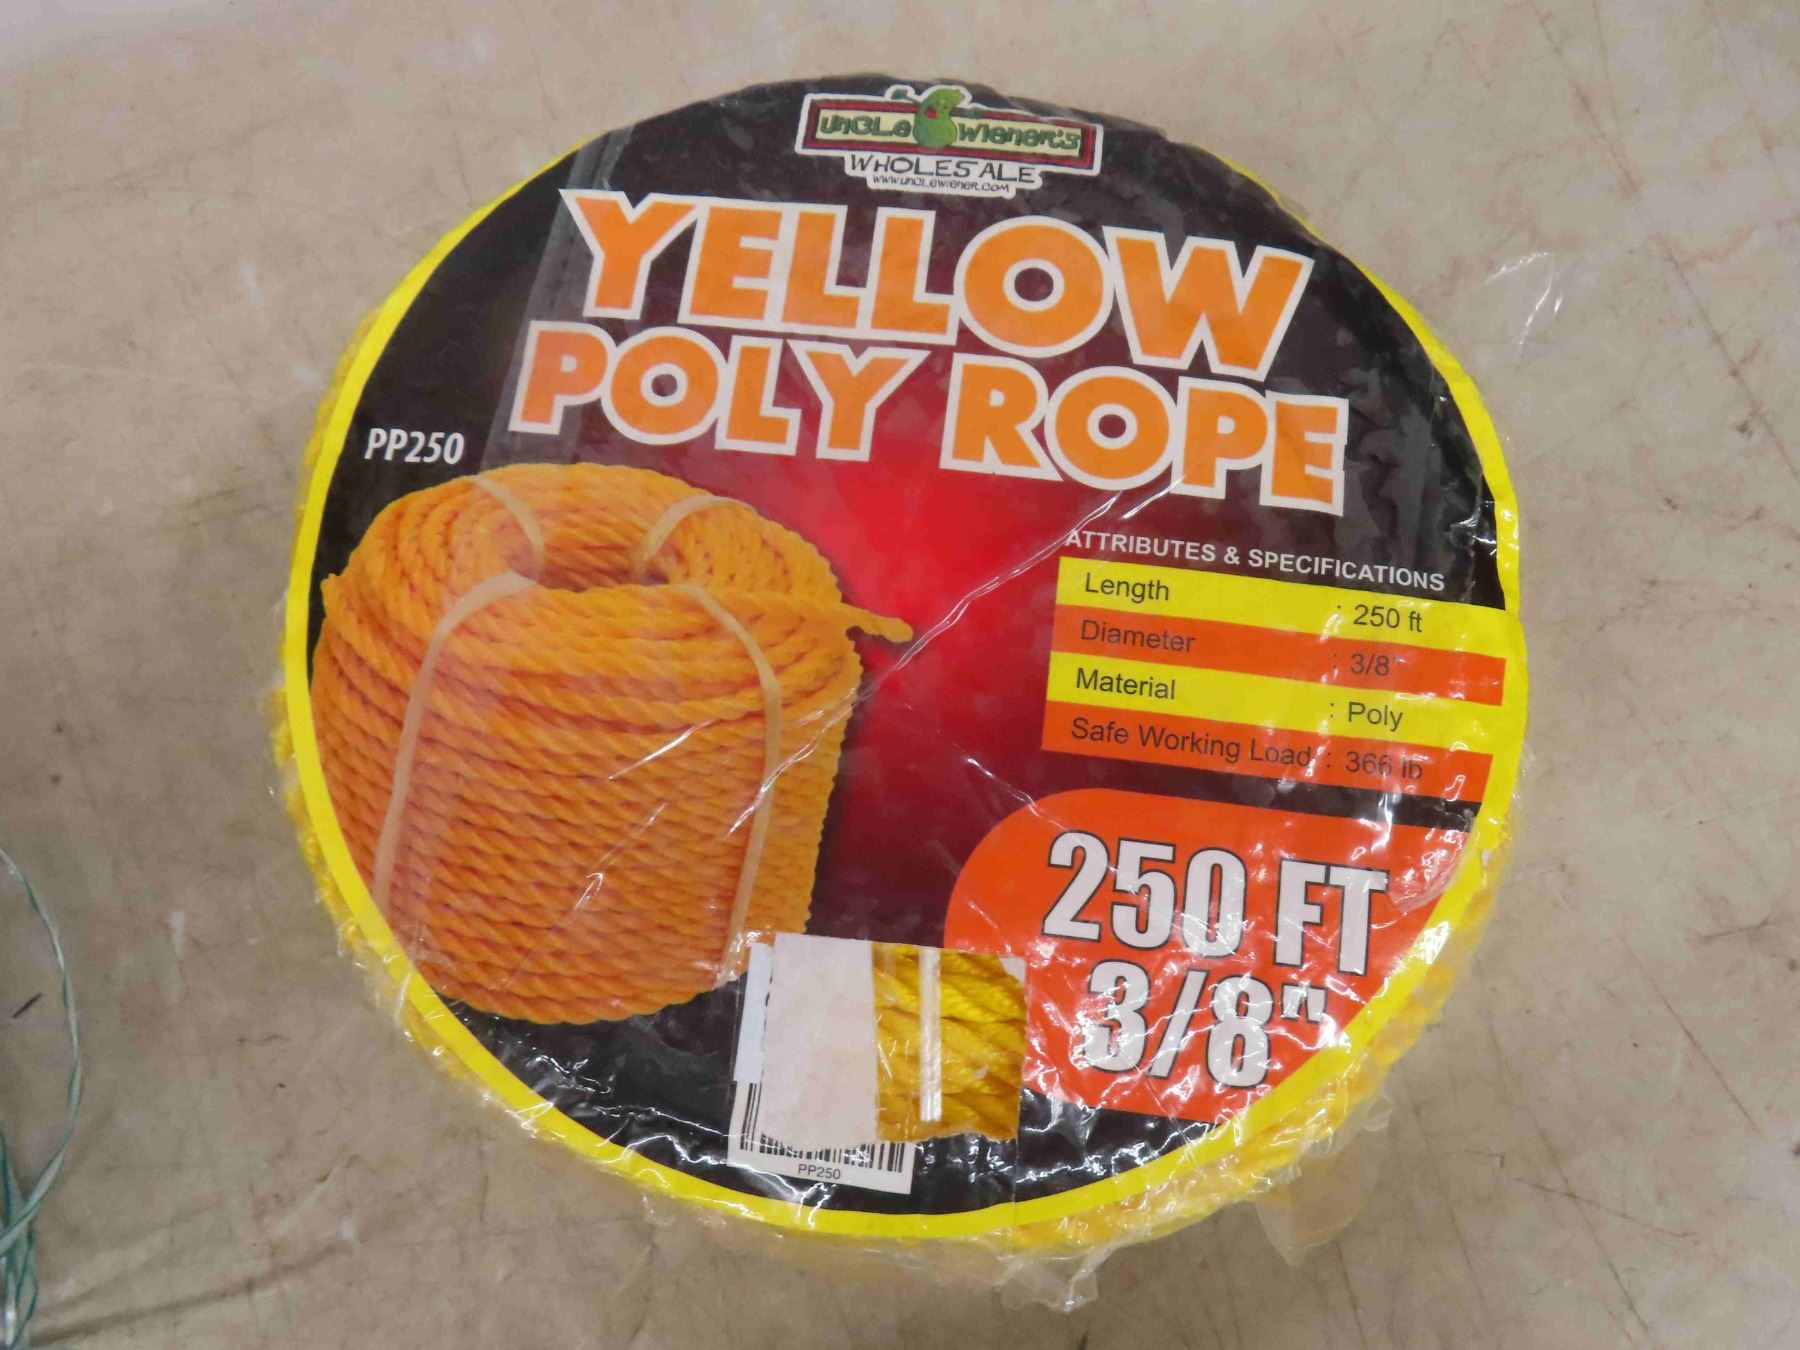 UncLe Wiener's
WHOLESALE
www.UncLewiener.com
YELLOW
POLY ROPE
PP250
ATTRIBUTES & SPECIFICATIONS
Length : 250 ft
Diameter : 3/8"
Material : Poly
Safe Working Load : 366 lb
250 FT
3/8"
PP250